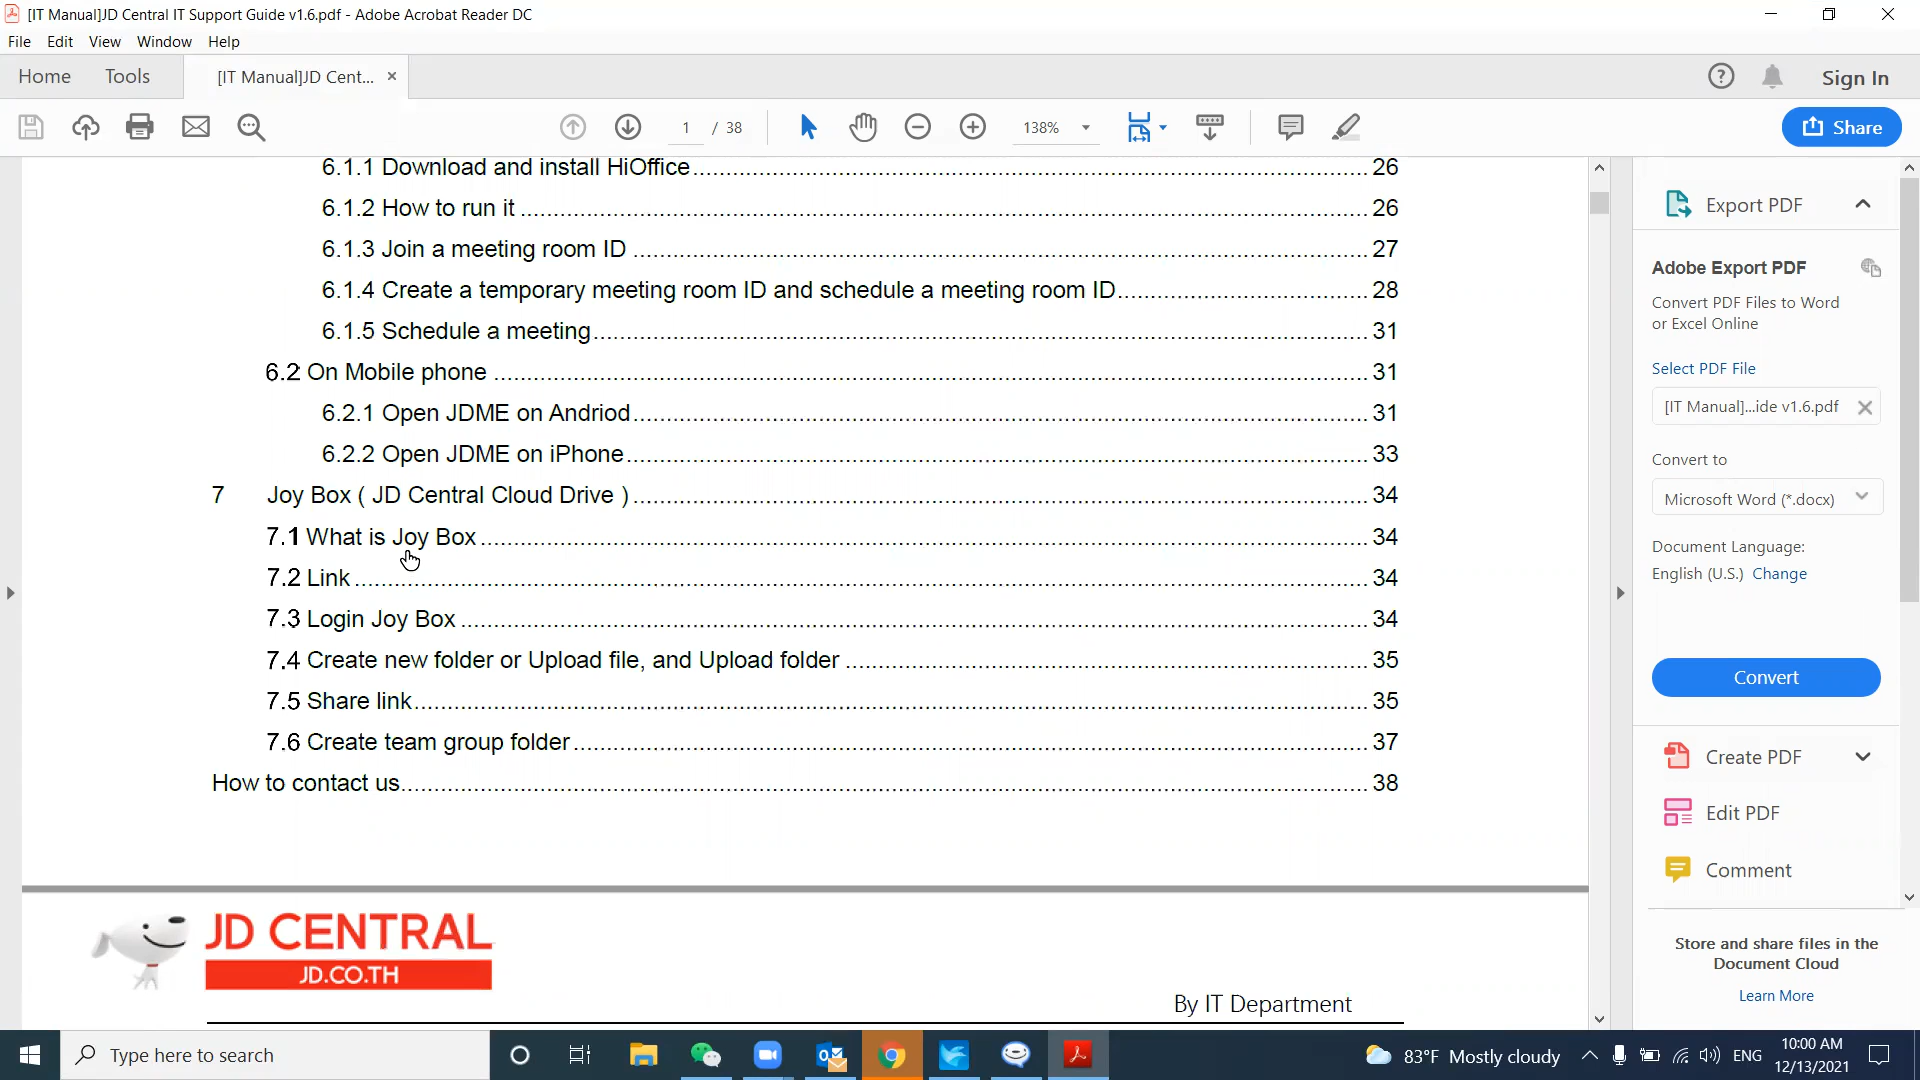 [IT Manual]JD Central IT Support Guide v1.6.pdf - Adobe Acrobat Reader DC
File Edit View Window Help
Home Tools [IT Manual]JD Cent... Sign In
1 / 38 138% Share
6.1.1 Download and install HiOffice 26
6.1.2 How to run it 26
6.1.3 Join a meeting room ID 27
6.1.4 Create a temporary meeting room ID and schedule a meeting room ID 28
6.1.5 Schedule a meeting 31
6.2 On Mobile phone 31
6.2.1 Open JDME on Andriod 31
6.2.2 Open JDME on iPhone 33
7 Joy Box ( JD Central Cloud Drive ) 34
7.1 What is Joy Box 34
7.2 Link 34
7.3 Login Joy Box 34
7.4 Create new folder or Upload file, and Upload folder 35
7.5 Share link 35
7.6 Create team group folder 37
How to contact us 38
JD CENTRAL
JD.CO.TH
By IT Department
Export PDF
Adobe Export PDF
Convert PDF Files to Word
or Excel Online
Select PDF File
[IT Manual]...ide v1.6.pdf
Convert to
Microsoft Word (*.docx)
Document Language:
English (U.S.) Change
Convert
Create PDF
Edit PDF
Comment
Store and share files in the
Document Cloud
Learn More
Type here to search
83°F Mostly cloudy
ENG
10:00 AM
12/13/2021